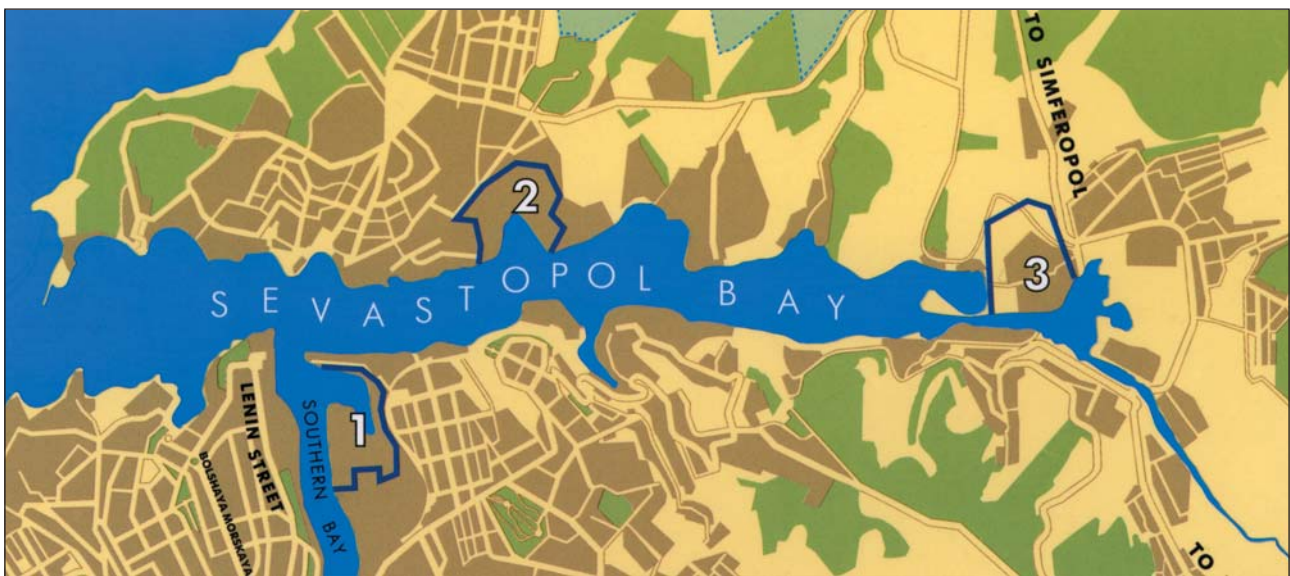 TO SIMFEROPOL
2
3
SEVASTOPOL BAY
1
LENIN STREET
SOUTHERN BAY
BOLSHAYA MORSKAYA
TO